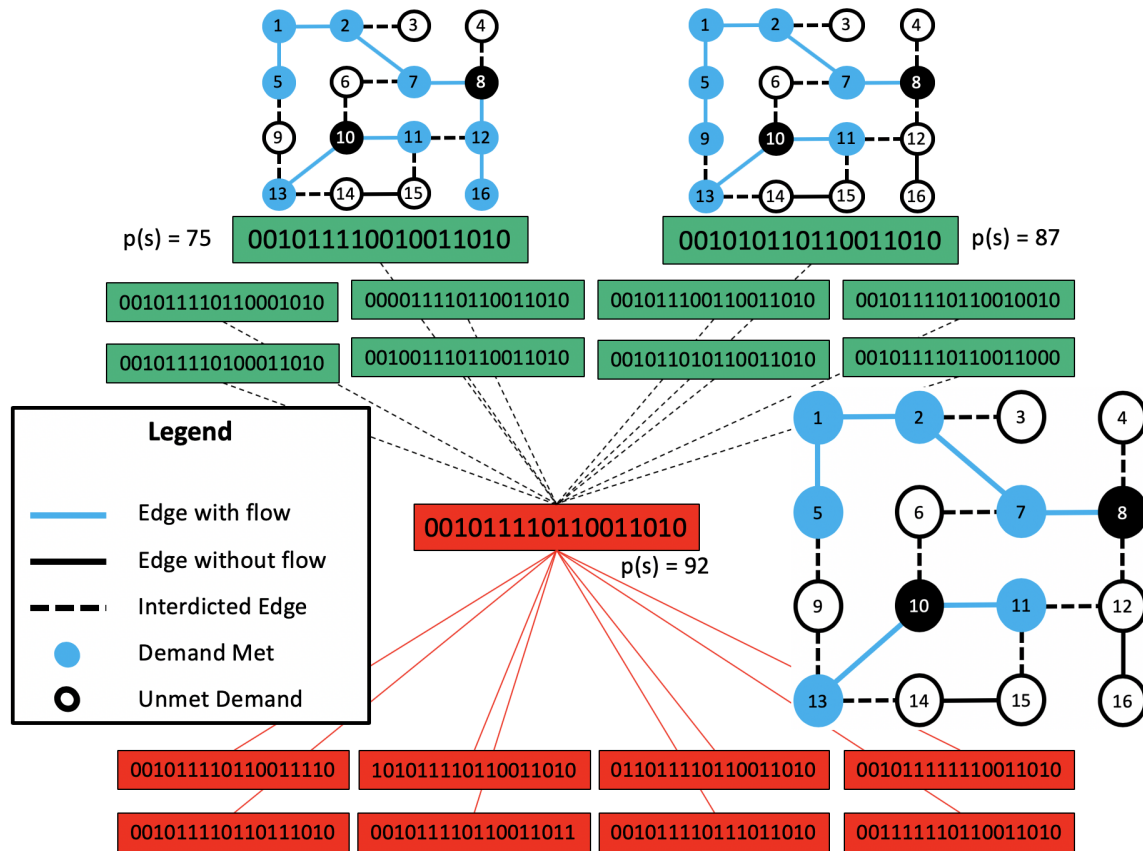 1 2 3 4
5 6 7 8
9 10 11 12
13 14 15 16
1 2 3 4
5 6 7 8
9 10 11 12
13 14 15 16
p(s) = 75
001011110010011010
001010110110011010
p(s) = 87
001011110110001010
000011110110011010
001011100110011010
001011110110010010
001011110100011010
001001110110011010
001011010110011010
001011110110011000
Legend
Edge with flow
Edge without flow
Interdicted Edge
Demand Met
Unmet Demand
001011110110011010
p(s) = 92
1 2 3 4
5 6 7 8
9 10 11 12
13 14 15 16
001011110110011110
101011110110011010
011011110110011010
001011111110011010
001011110110111010
001011110110011011
001011110111011010
001111110110011010